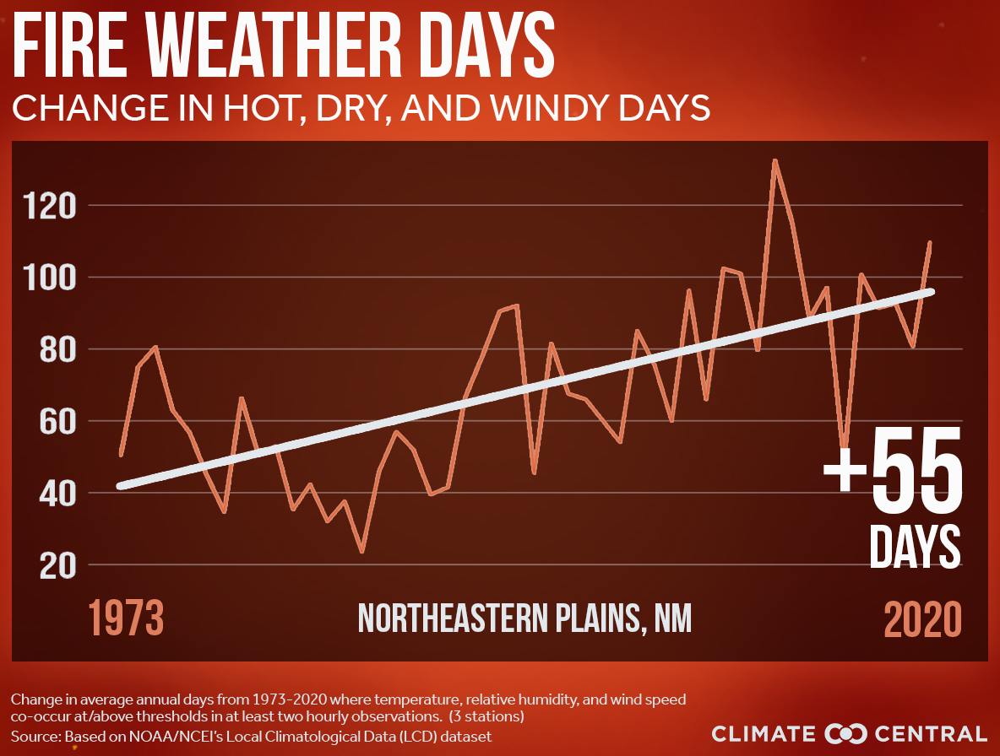 FIRE WEATHER DAYS
CHANGE IN HOT, DRY, AND WINDY DAYS
120
100
80
60
40
20
+55
DAYS
1973
NORTHEASTERN PLAINS, NM
2020
Change in average annual days from 1973-2020 where temperature, relative humidity, and wind speed
co-occur at/above thresholds in at least two hourly observations. (3 stations)
Source: Based on NOAA/NCEI's Local Climatological Data (LCD) dataset
CLIMATE CENTRAL